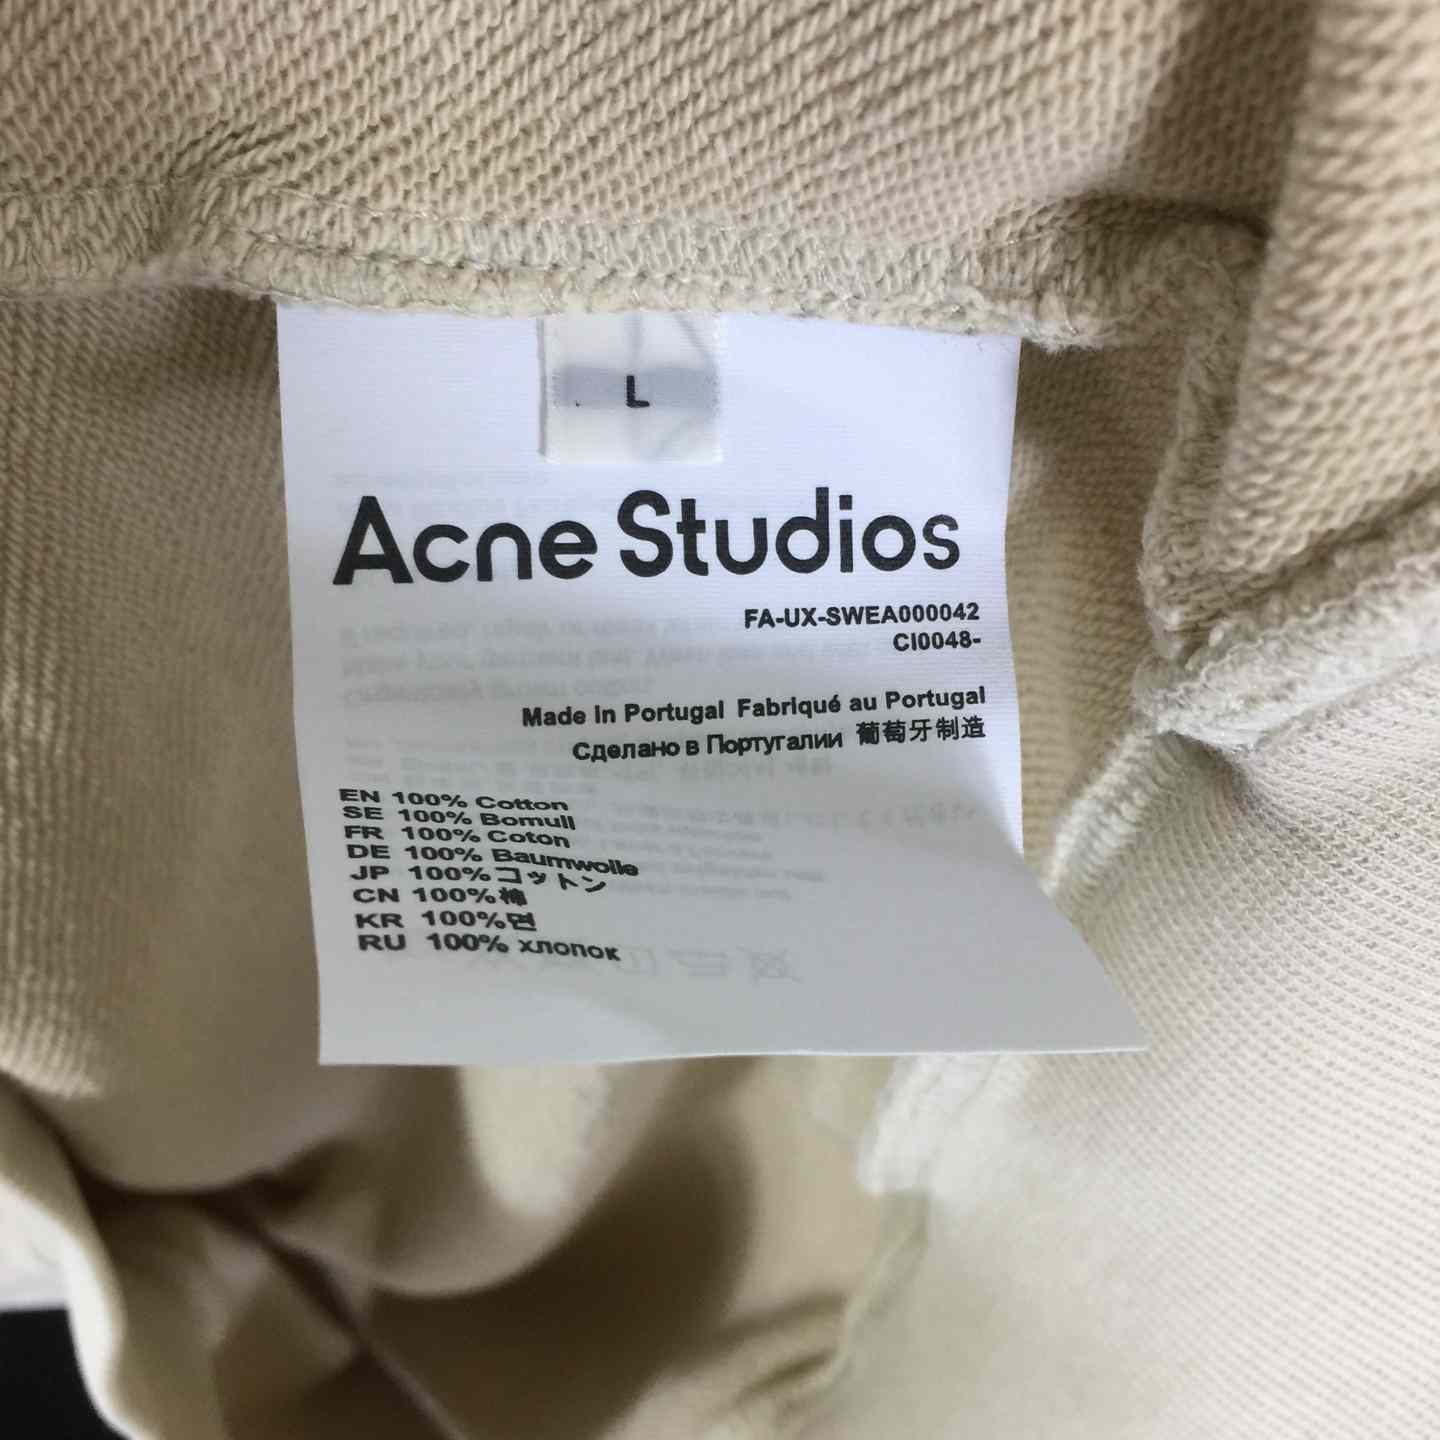 L
Acne Studios
FA-UX-SWEA000042
CI0048-
Made in Portugal Fabriqué au Portugal
Сделано в Португалии 葡萄牙制造
EN 100% Cotton
SE 100% Bomull
FR 100% Coton
DE 100% Baumwolle
JP 100%コットン
CN 100%棉
KR 100%면
RU 100% хлопок